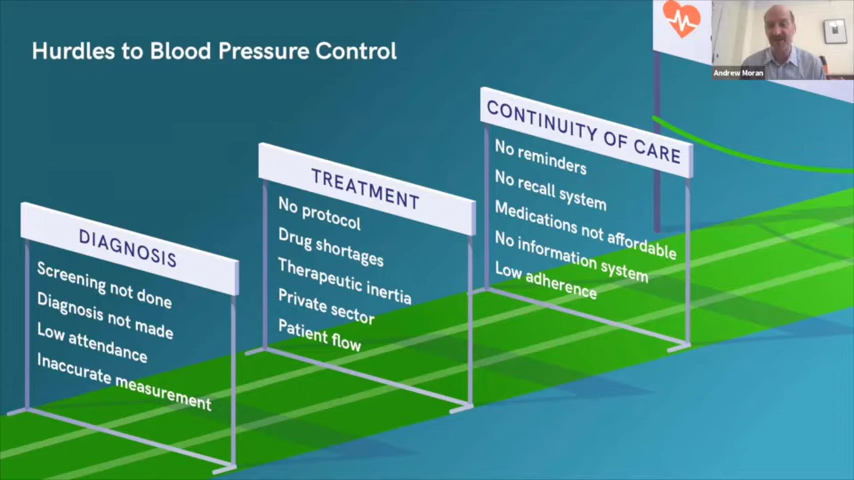 Hurdles to Blood Pressure Control
Andrew Moran
DIAGNOSIS
Screening not done
Diagnosis not made
Low attendance
Inaccurate measurement
TREATMENT
No protocol
Drug shortages
Therapeutic inertia
Private sector
Patient flow
CONTINUITY OF CARE
No reminders
No recall system
Medications not affordable
No information system
Low adherence